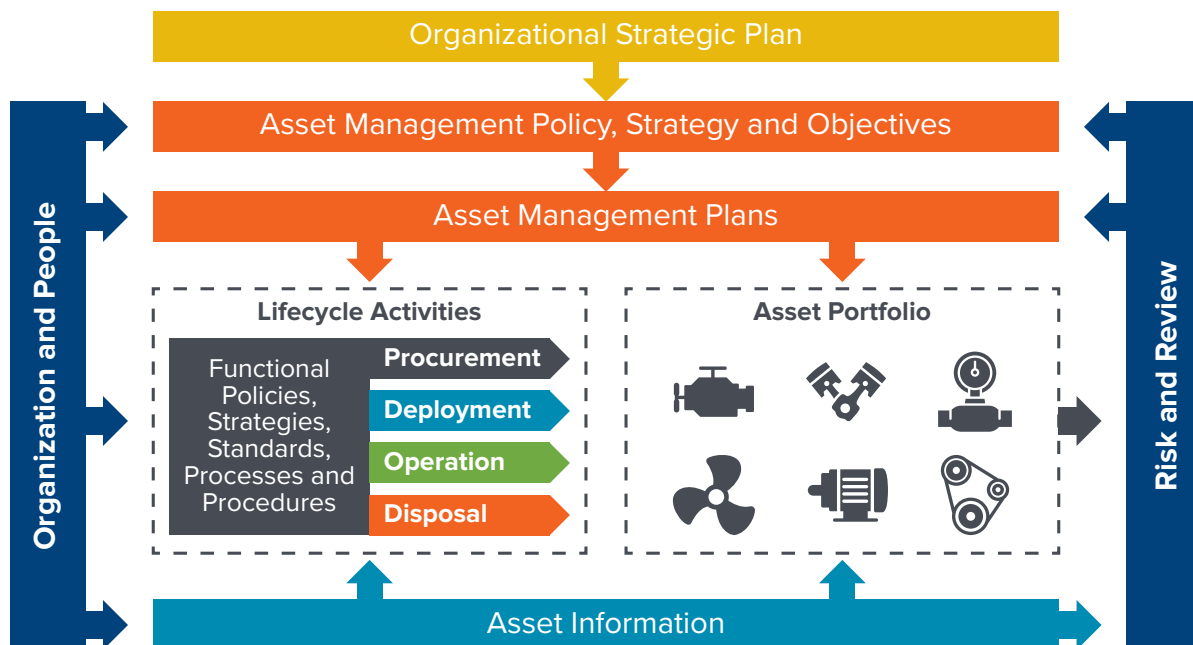 Organizational Strategic Plan
Asset Management Policy, Strategy and Objectives
Asset Management Plans
Organization and People
Lifecycle Activities
Functional
Policies,
Strategies,
Standards,
Processes and
Procedures
Procurement
Deployment
Operation
Disposal
Asset Portfolio
Risk and Review
Asset Information